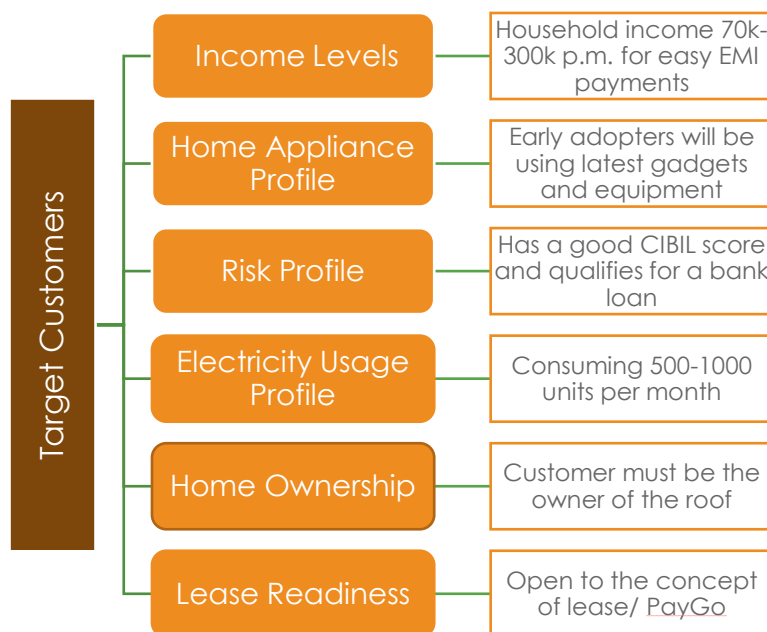 Target Customers
Income Levels
Household income 70k-
300k p.m. for easy EMI
payments
Home Appliance
Profile
Early adopters will be
using latest gadgets
and equipment
Risk Profile
Has a good CIBIL score
and qualifies for a bank
loan
Electricity Usage
Profile
Consuming 500-1000
units per month
Home Ownership
Customer must be the
owner of the roof
Lease Readiness
Open to the concept
of lease/ PayGo